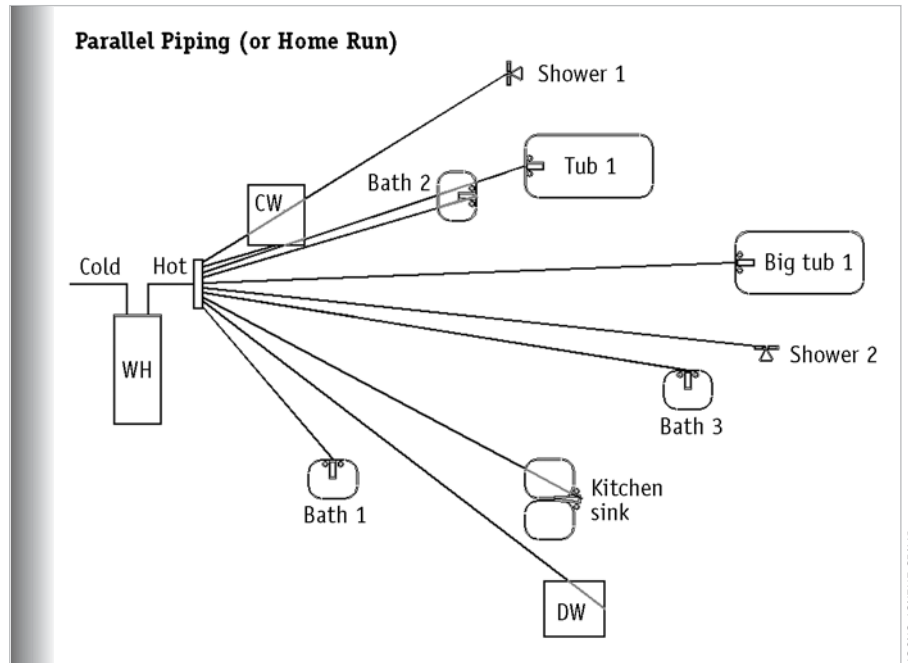 Parallel Piping (or Home Run)
Shower 1
Tub 1
Bath 2
CW
Cold
Hot
Big tub 1
WH
Shower 2
Bath 3
Kitchen
sink
Bath 1
DW